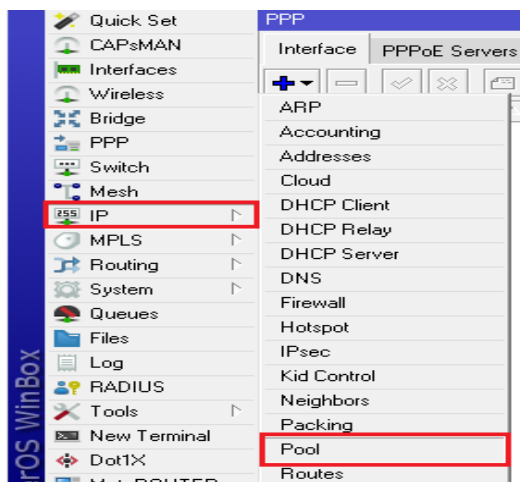 Quick Set
CAPsMAN
Interfaces
Wireless
Bridge
PPP
Switch
Mesh
255 IP
MPLS
Routing
System
Queues
Files
Log
RADIUS
Tools
New Terminal
Dot1X
PPP
Interface PPPoE Servers
ARP
Accounting
Addresses
Cloud
DHCP Client
DHCP Relay
DHCP Server
DNS
Firewall
Hotspot
IPsec
Kid Control
Neighbors
Packing
Pool
Routes
rOS WinBox